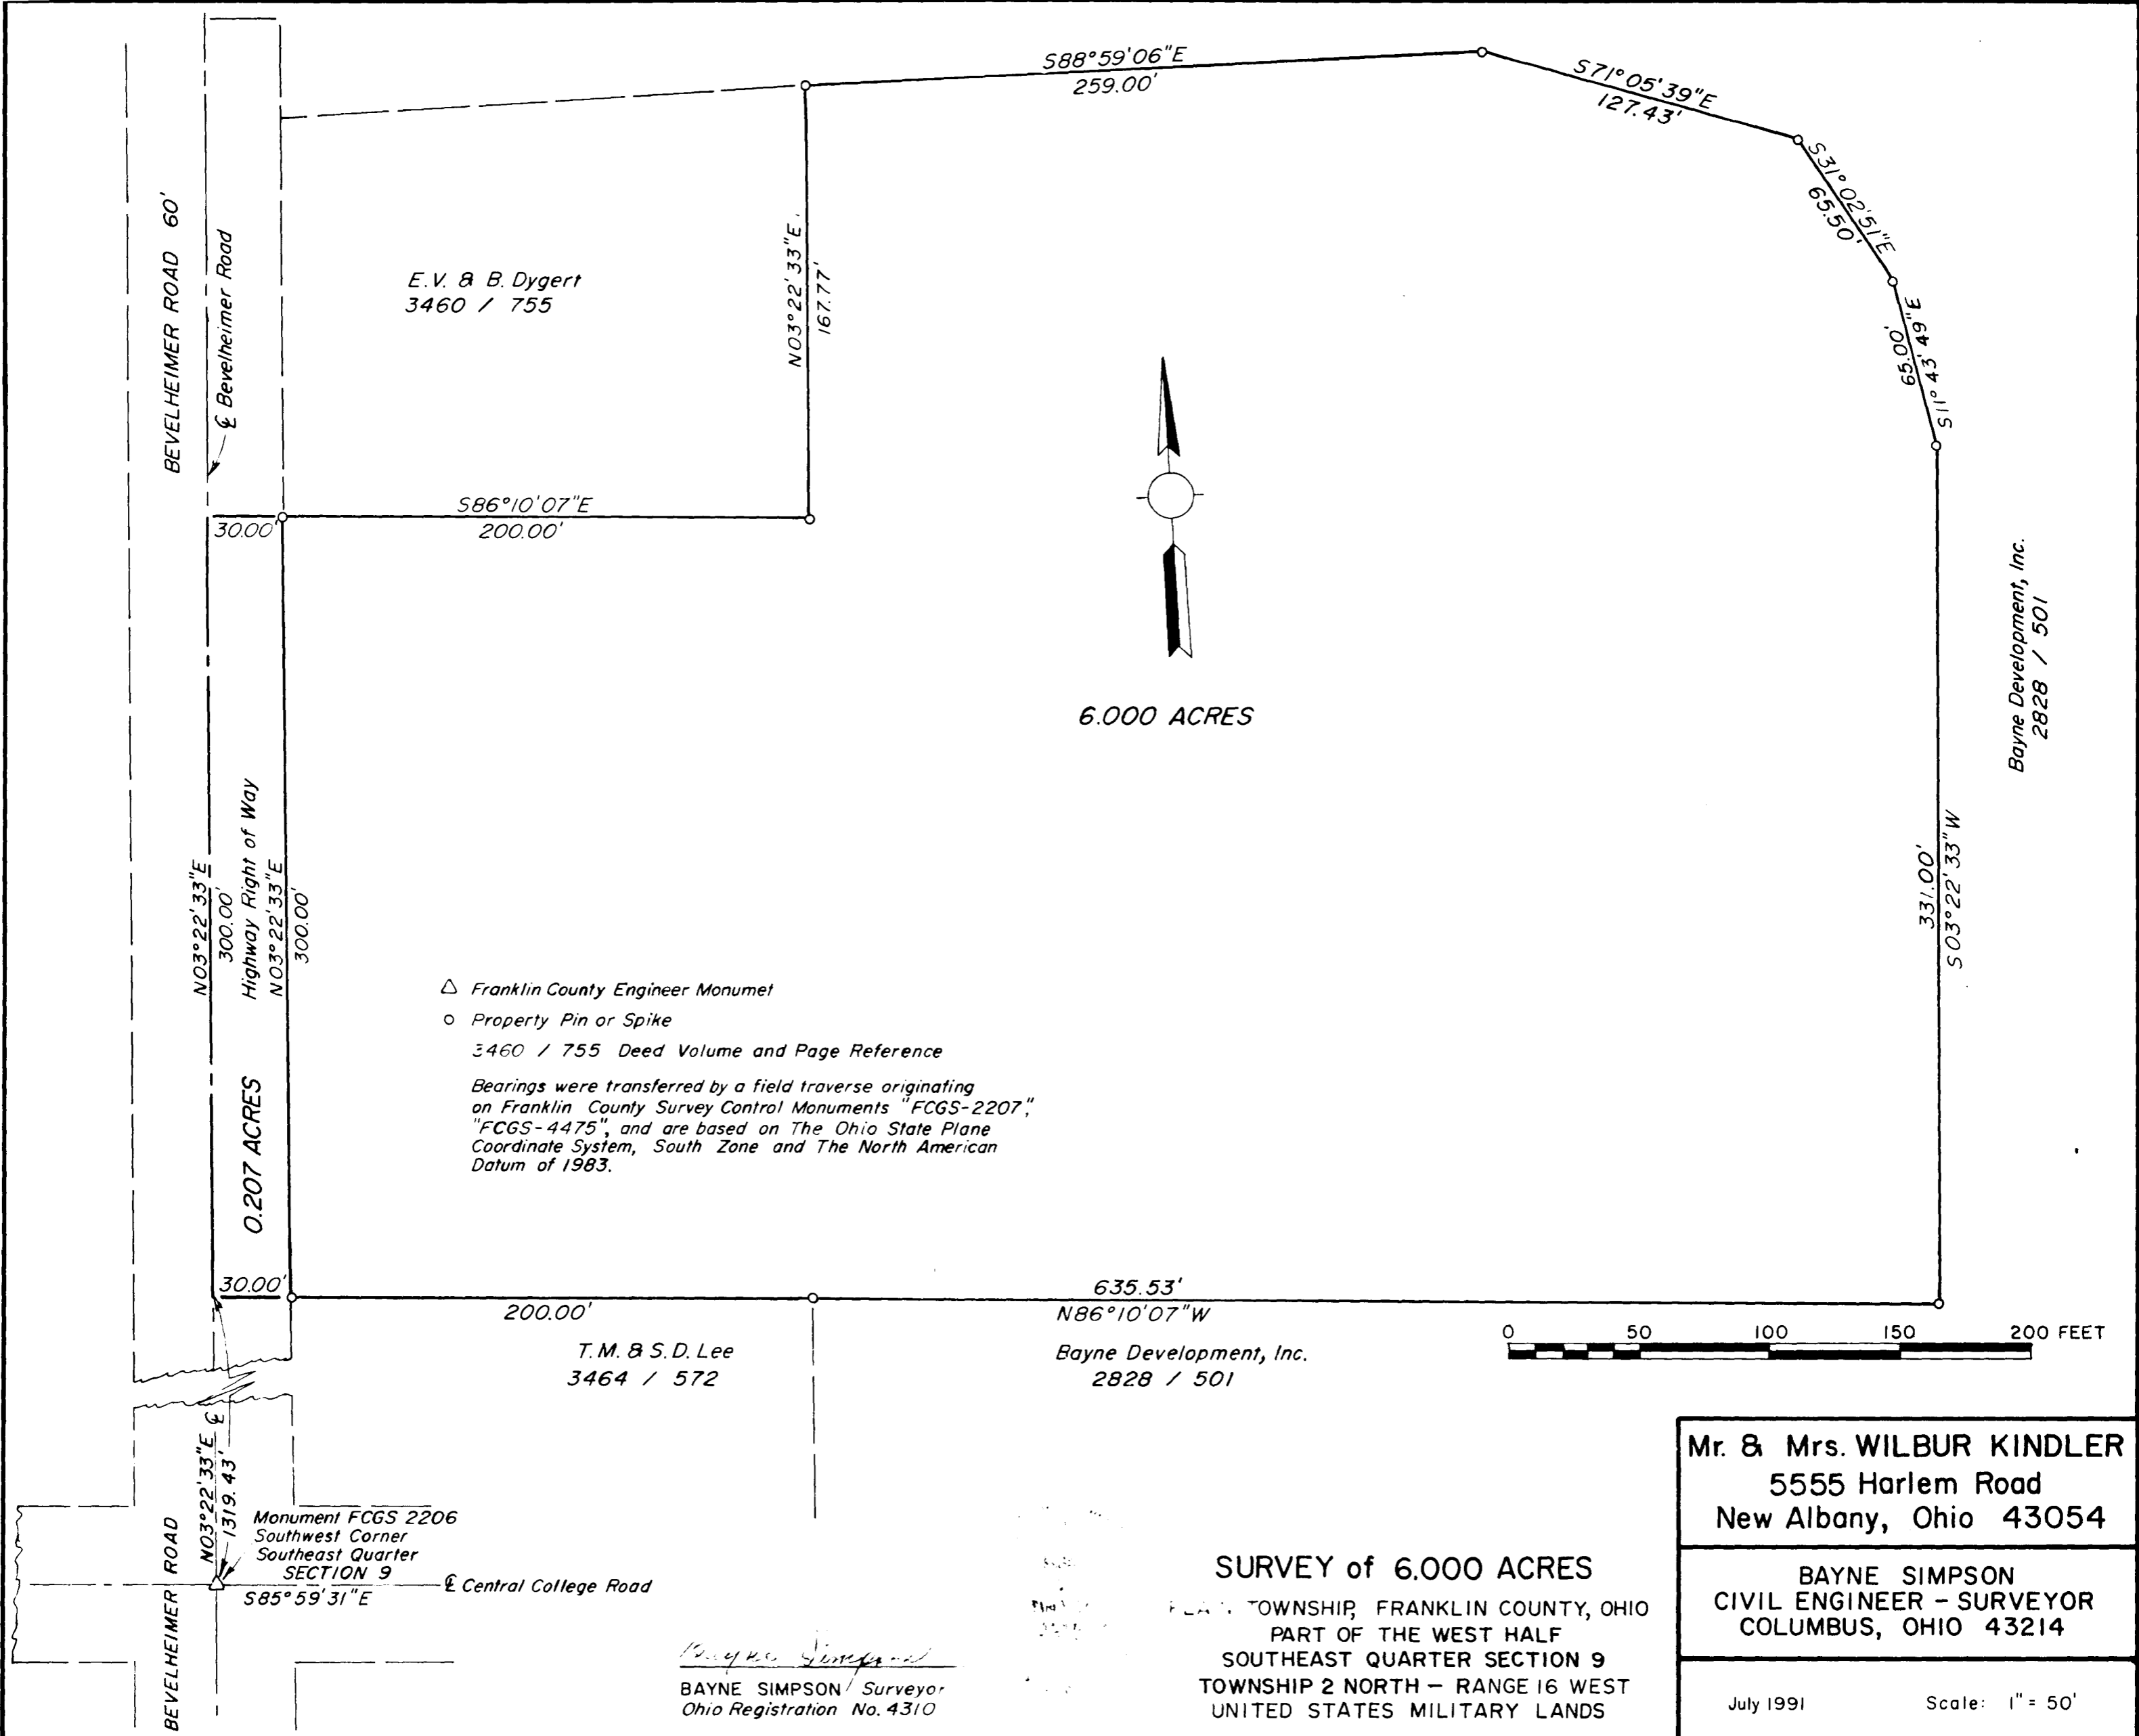 S88°59'06"E
259.00'
S71°05'39"E
127.43'
S31°02'51"E
65.50'
S11°43'49"E
65.00'
BEVELHEIMER ROAD 60'
℄ Bevelheimer Road
E.V. & B. Dygert
3460 / 755
N03°22'33"E
167.77'
S86°10'07"E
30.00'
200.00'
6.000 ACRES
Bayne Development, Inc.
2828 / 501
331.00'
S03°22'33"W
N03°22'33"E
300.00'
Highway Right of Way
N03°22'33"E
300.00'
0.207 ACRES
Franklin County Engineer Monumet
Property Pin or Spike
3460 / 755 Deed Volume and Page Reference
Bearings were transferred by a field traverse originating
on Franklin County Survey Control Monuments "FCGS-2207",
"FCGS-4475", and are based on The Ohio State Plane
Coordinate System, South Zone and The North American
Datum of 1983.
30.00'
200.00'
635.53'
N86°10'07"W
T.M. & S.D. Lee
3464 / 572
Bayne Development, Inc.
2828 / 501
0 50 100 150 200 FEET
N03°22'33"E ℄
1319.43'
Monument FCGS 2206
Southwest Corner
Southeast Quarter
SECTION 9
S85°59'31"E
℄ Central College Road
BEVELHEIMER ROAD
Bayne Simpson
BAYNE SIMPSON / Surveyor
Ohio Registration No. 4310
SURVEY of 6.000 ACRES
TOWNSHIP, FRANKLIN COUNTY, OHIO
PART OF THE WEST HALF
SOUTHEAST QUARTER SECTION 9
TOWNSHIP 2 NORTH - RANGE 16 WEST
UNITED STATES MILITARY LANDS
Mr. & Mrs. WILBUR KINDLER
5555 Harlem Road
New Albany, Ohio 43054
BAYNE SIMPSON
CIVIL ENGINEER - SURVEYOR
COLUMBUS, OHIO 43214
July 1991 Scale: 1" = 50'